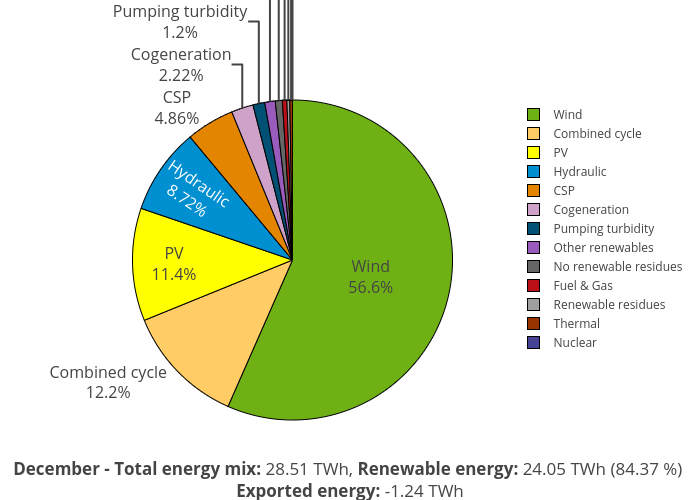 Pumping turbidity
1.2%
Cogeneration
2.22%
CSP
4.86%
Hydraulic
8.72%
PV
11.4%
Wind
56.6%
Combined cycle
12.2%
Wind
Combined cycle
PV
Hydraulic
CSP
Cogeneration
Pumping turbidity
Other renewables
No renewable residues
Fuel & Gas
Renewable residues
Thermal
Nuclear
December - Total energy mix: 28.51 TWh, Renewable energy: 24.05 TWh (84.37 %)
Exported energy: -1.24 TWh